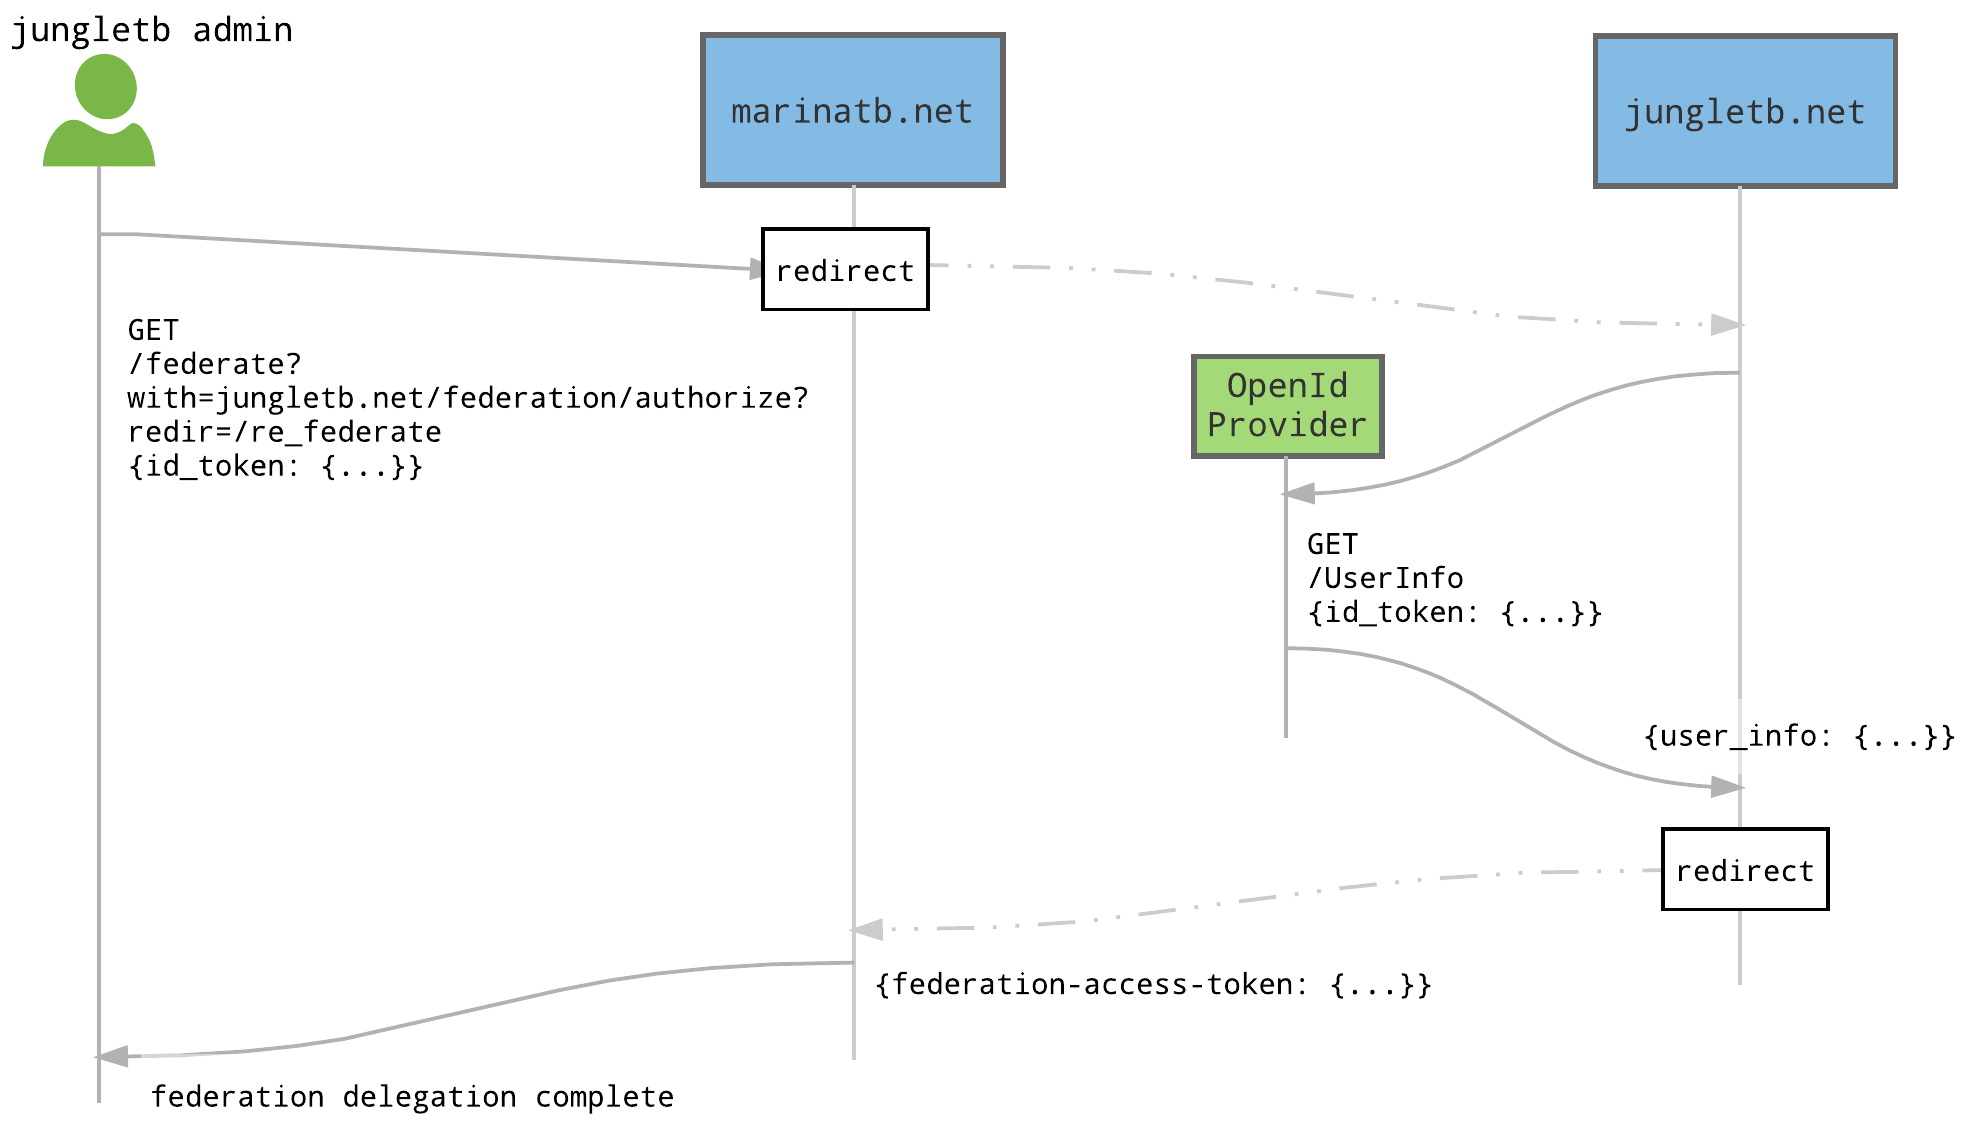 jungletb admin
marinatb.net
jungletb.net
redirect
GET
/federate?
with=jungletb.net/federation/authorize?
redir=/re_federate
{id_token: {...}}
OpenId
Provider
GET
/UserInfo
{id_token: {...}}
{user_info: {...}}
redirect
{federation-access-token: {...}}
federation delegation complete